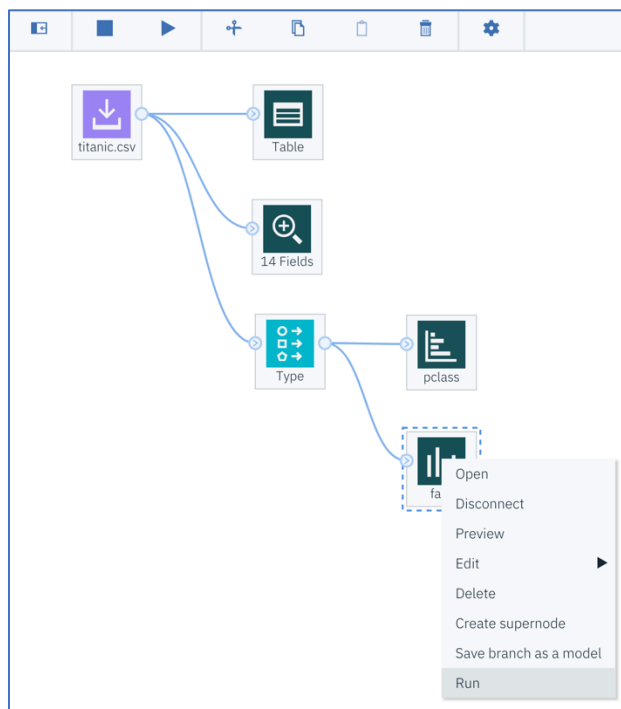 titanic.csv
Table
14 Fields
Type
pclass
fa
Open
Disconnect
Preview
Edit
Delete
Create supernode
Save branch as a model
Run